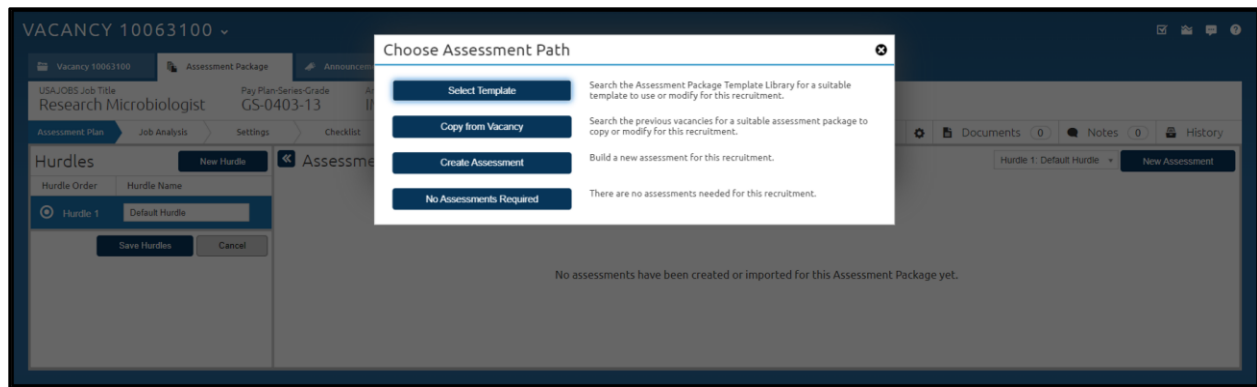 VACANCY 10063100
Vacancy 10063100
Assessment Package
USAJOBS Job Title
Research Microbiologist
Pay Plan-Series-Grade
GS-0403-13
Assessment Plan
Job Analysis
Settings
Checklist
Documents 0
Notes 0
History
Hurdles
New Hurdle
Hurdle Order
Hurdle Name
Hurdle 1
Default Hurdle
Save Hurdles
Cancel
Hurdle 1: Default Hurdle
New Assessment
Choose Assessment Path
Select Template
Search the Assessment Package Template Library for a suitable
template to use or modify for this recruitment.
Copy from Vacancy
Search the previous vacancies for a suitable assessment package to
copy or modify for this recruitment.
Create Assessment
Build a new assessment for this recruitment.
No Assessments Required
There are no assessments needed for this recruitment.
No assessments have been created or imported for this Assessment Package yet.